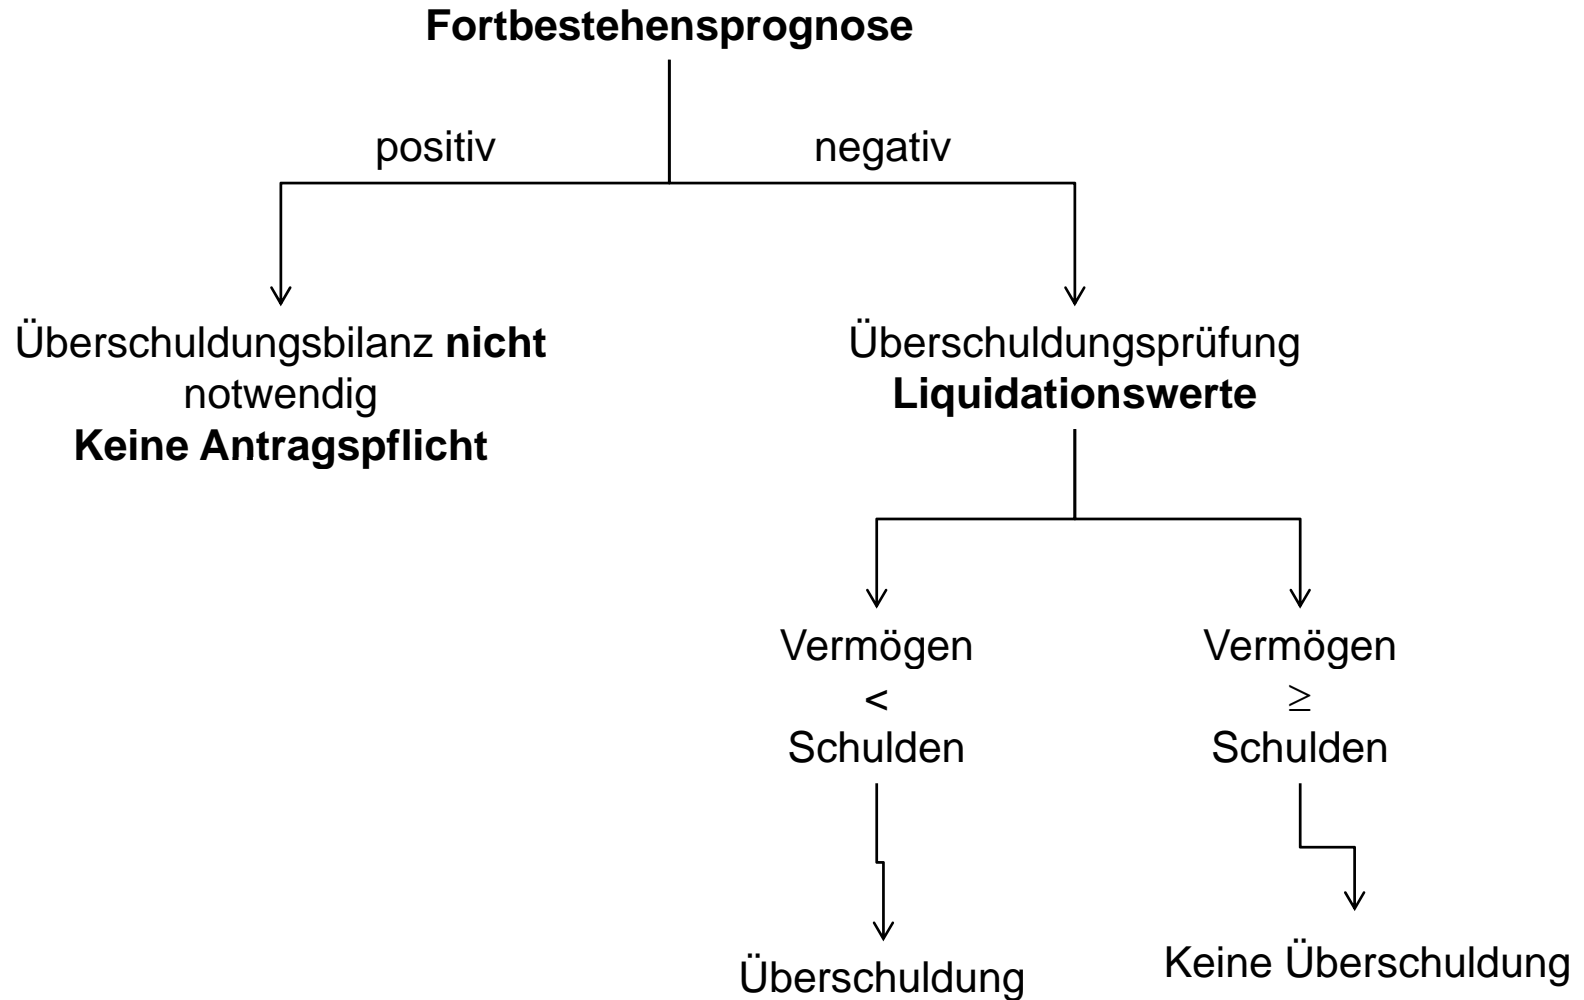 Fortbestehensprognose
positiv
negativ
Überschuldungsbilanz nicht
notwendig
Keine Antragspflicht
Überschuldungsprüfung
Liquidationswerte
Vermögen
<
Schulden
Vermögen
≥
Schulden
Überschuldung
Keine Überschuldung